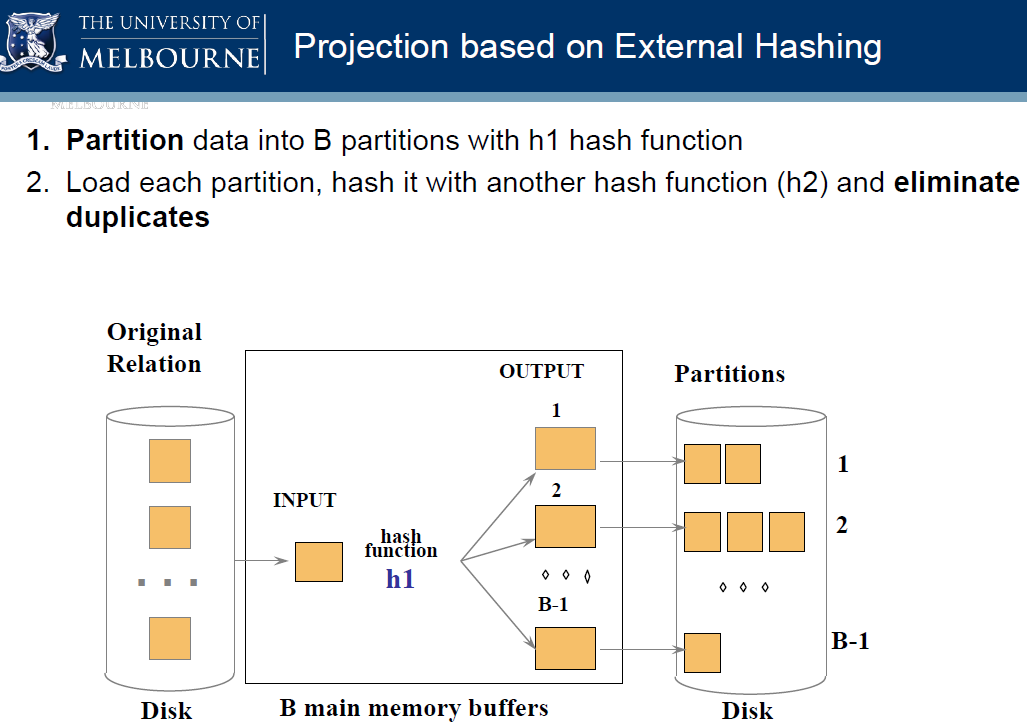 THE UNIVERSITY OF
MELBOURNE
Projection based on External Hashing
MELBOURNE
1. Partition data into B partitions with h1 hash function
2. Load each partition, hash it with another hash function (h2) and eliminate
duplicates
Original
Relation
OUTPUT
Partitions
1
1
INPUT
2
2
hash
function
h1
B-1
B-1
Disk
B main memory buffers
Disk